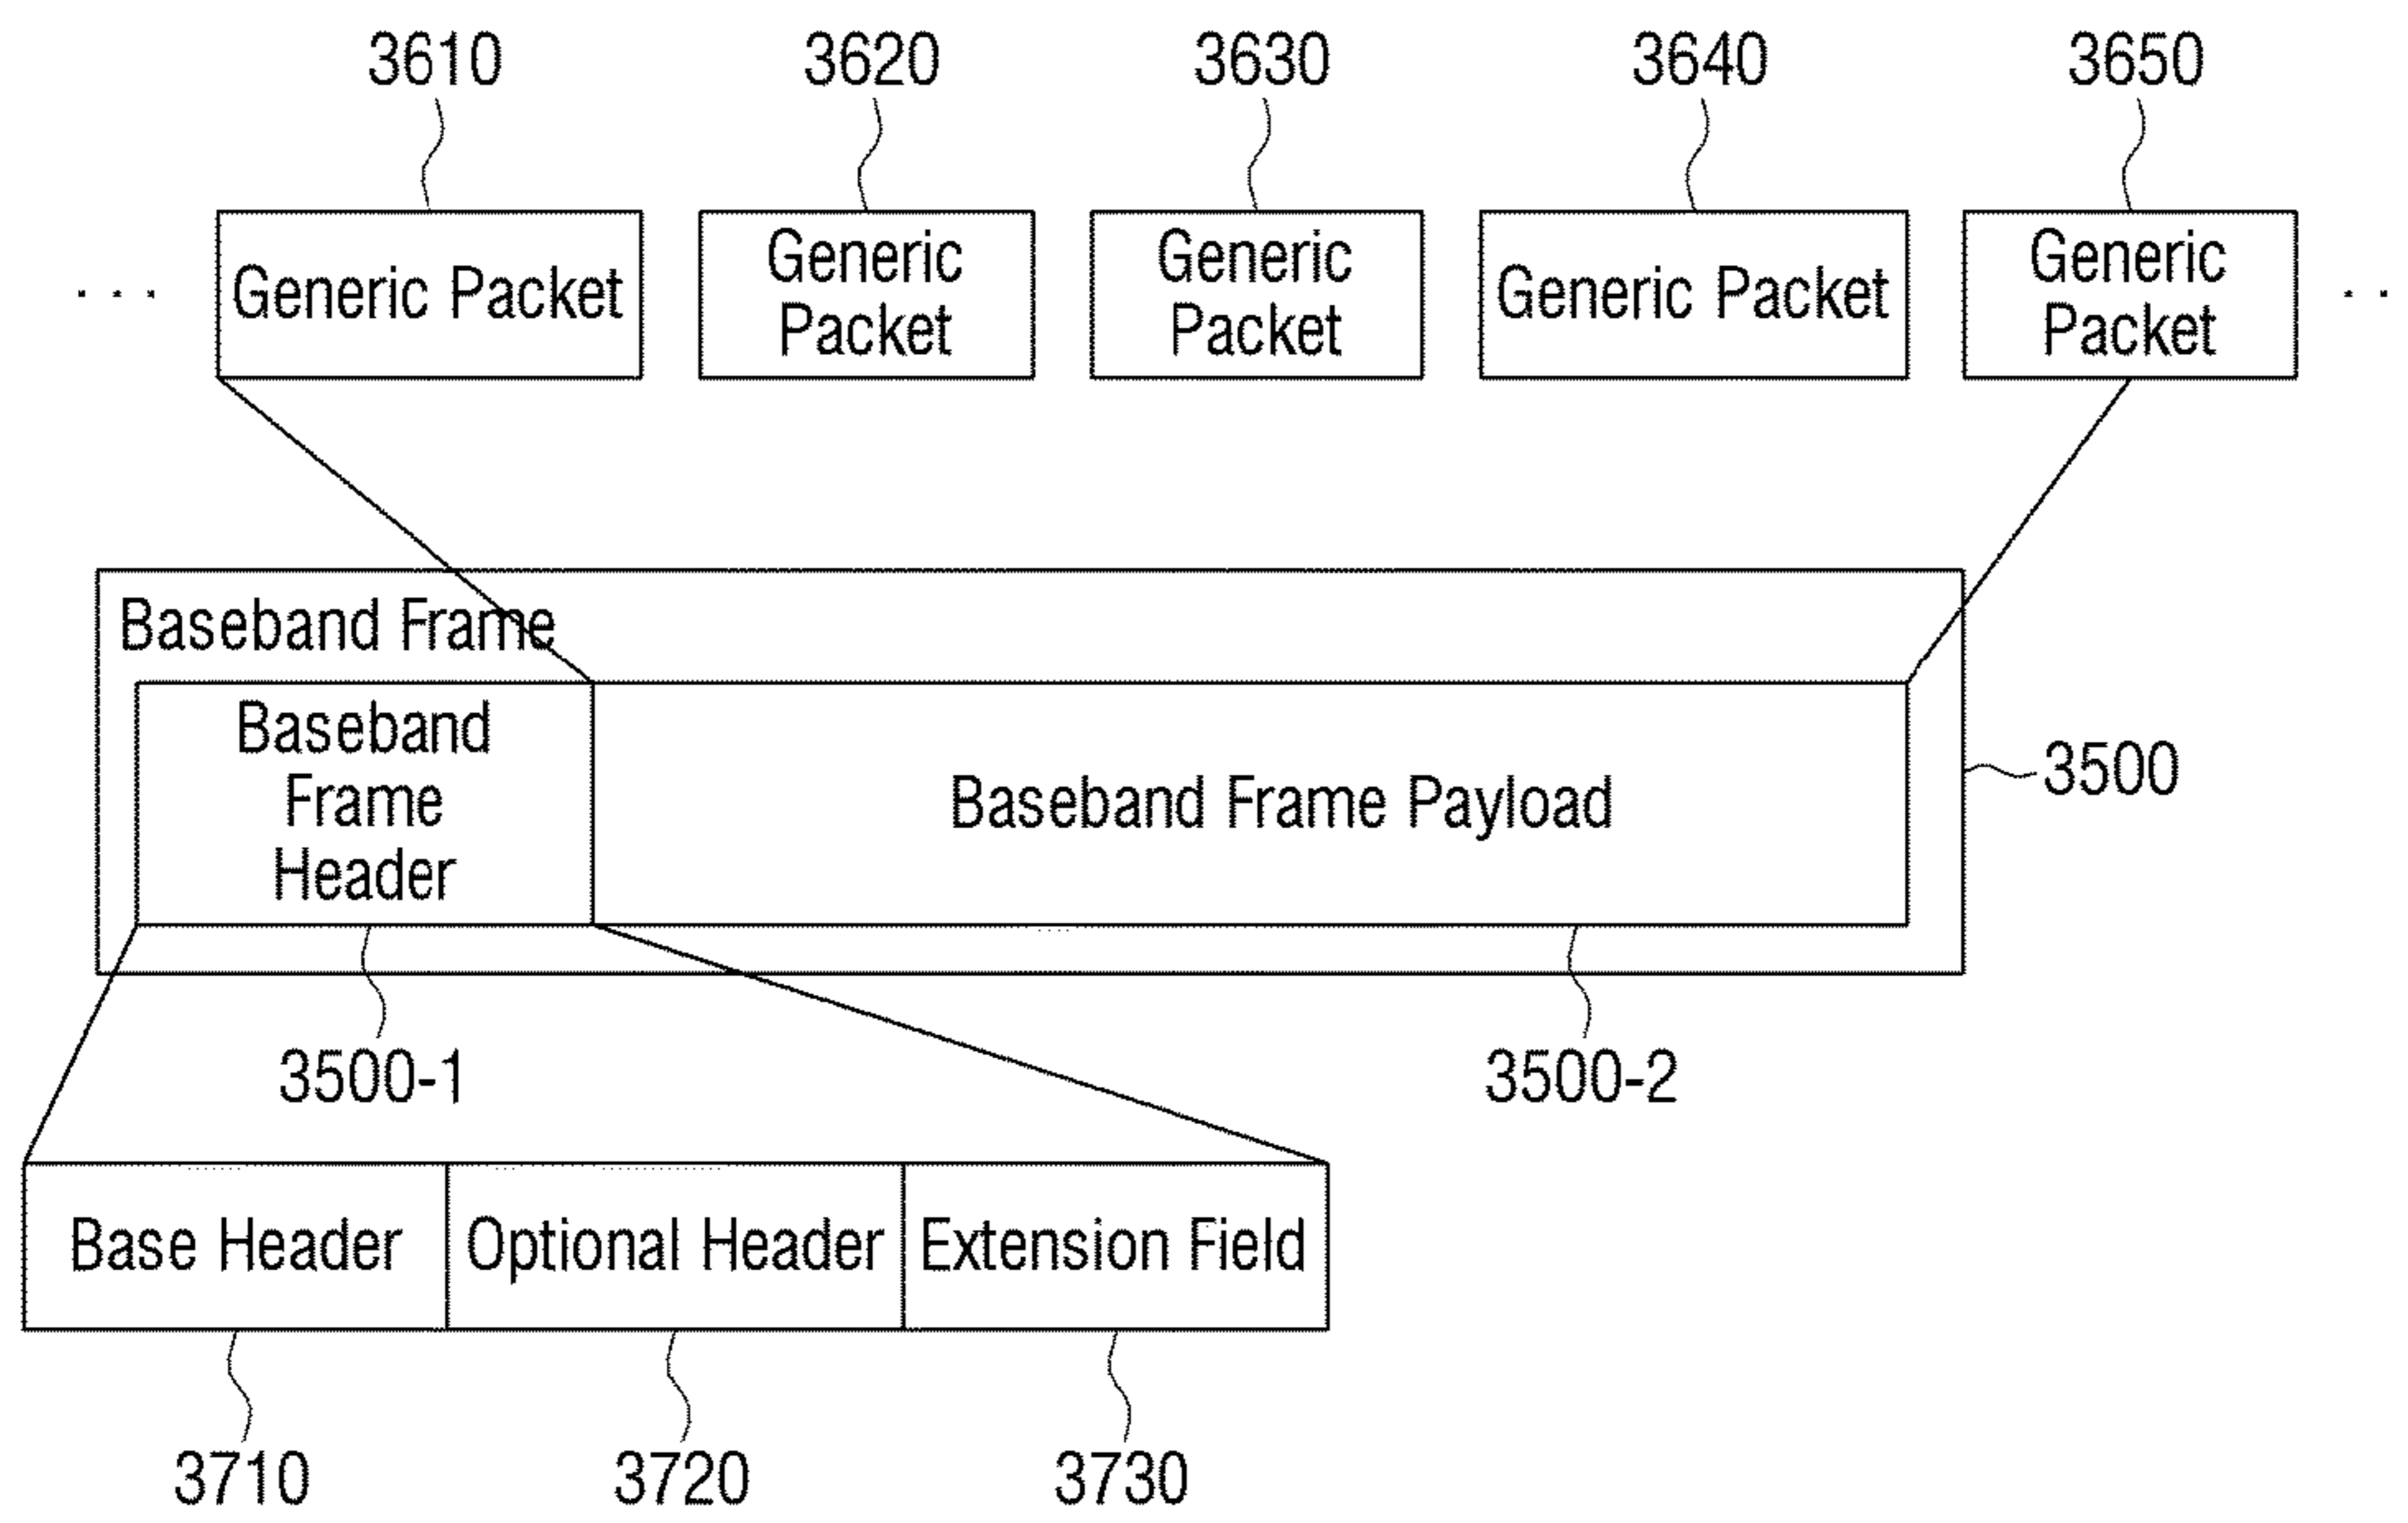 3610 3620 3630 3640 3650
. . . Generic Packet Generic Packet Generic Packet Generic Packet Generic Packet . .
Baseband Frame
Baseband
Frame
Header
Baseband Frame Payload
3500
3500-1 3500-2
Base Header Optional Header Extension Field
3710 3720 3730